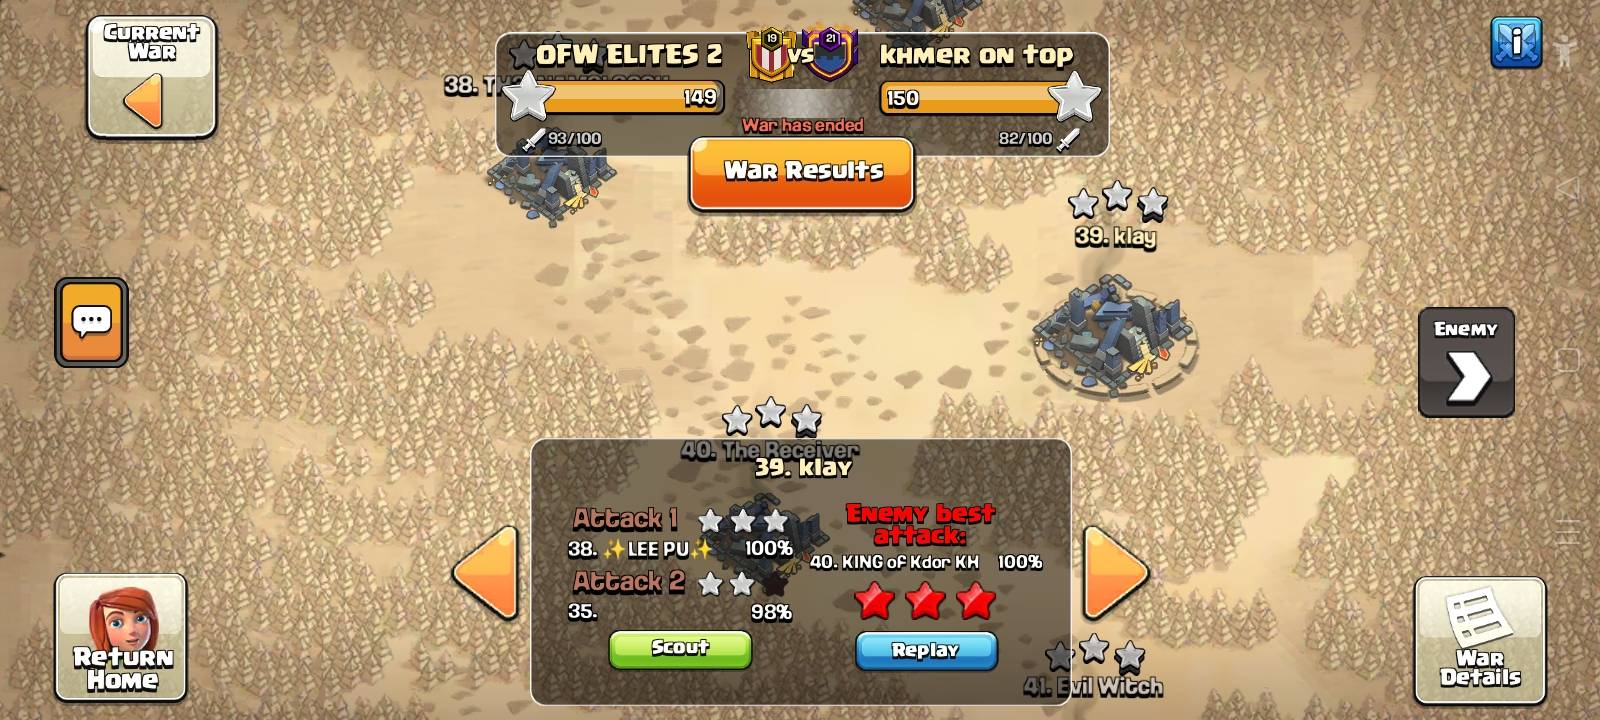 Current
War
OFW ELITES 2
19
vs
21
khmer on top
149
150
93/100
War has ended
82/100
War Results
38.
39. klay
Enemy
40. The Receiver
39. klay
Attack 1
38. ✨LEE PU✨ 100%
Attack 2
35. 98%
Scout
Enemy best
attack:
40. KING of Kdor KH 100%
Replay
41. Evil Witch
Return
Home
War
Details